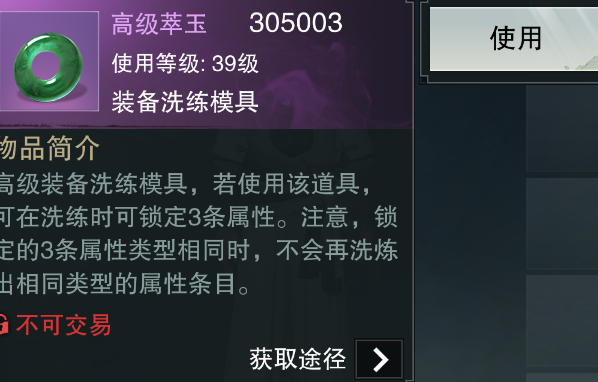 高级萃玉 305003
使用
使用等级: 39级
装备洗练模具
物品简介
高级装备洗练模具，若使用该道具，
可在洗练时可锁定3条属性。注意，锁
定的3条属性类型相同时，不会再洗炼
出相同类型的属性条目。
不可交易
获取途径